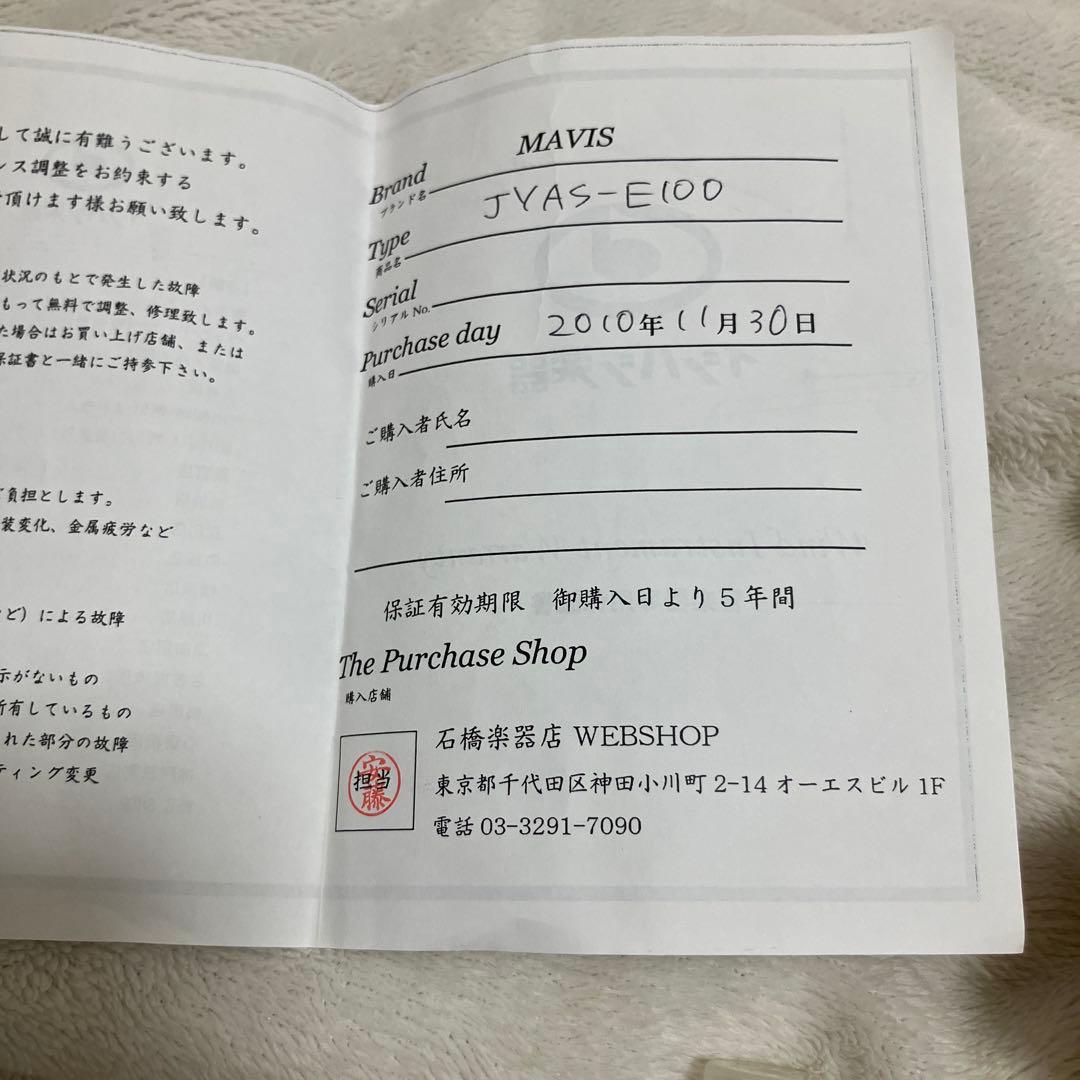 して誠に有難うございます。
ンス調整をお約束する
頂けます様お願い致します。
状況のもとで発生した故障
もって無料で調整、修理致します。
た場合はお買い上げ店舗、または
保証書と一緒にご持参下さい。
負担とします。
装変化、金属疲労など
ど）による故障
示がないもの
所有しているもの
れた部分の故障
ティング変更
MAVIS
Brand
ブランド名
JYAS-E100
Type
商品名
Serial
シリアル No.
Purchase day 2010年11月30日
購入日
ご購入者氏名
ご購入者住所
保証有効期限 御購入日より5年間
The Purchase Shop
購入店舗
担当
安藤
石橋楽器店 WEBSHOP
東京都千代田区神田小川町 2-14 オーエスビル 1F
電話 03-3291-7090